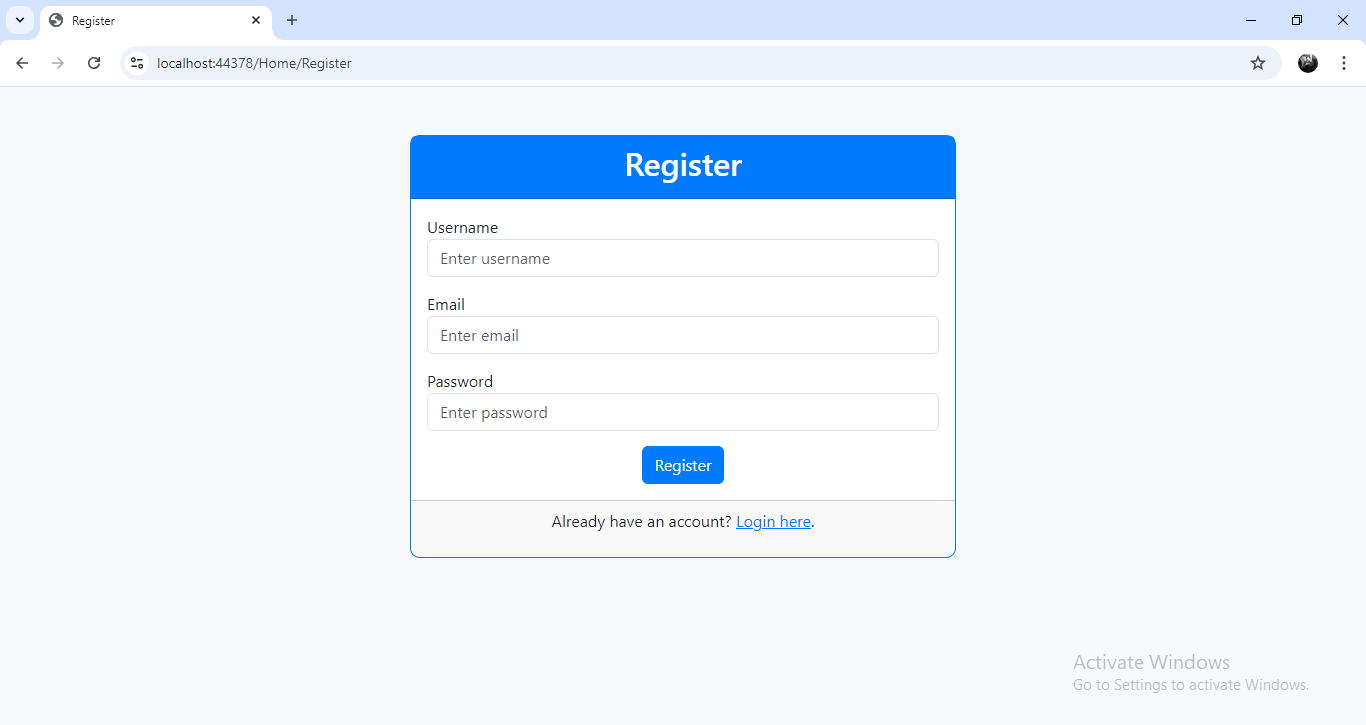 Register
localhost:44378/Home/Register
Register
Username
Enter username
Email
Enter email
Password
Enter password
Register
Already have an account? Login here.
Activate Windows
Go to Settings to activate Windows.